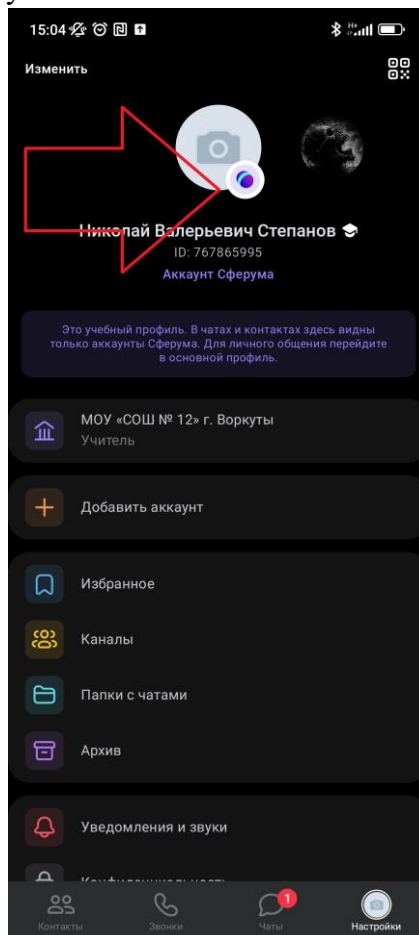 15:04
Изменить
Николай Валерьевич Степанов
ID: 767865995
Аккаунт Сферума
Это учебный профиль. В чатах и контактах здесь видны
только аккаунты Сферума. Для личного общения перейдите
в основной профиль.
МОУ «СОШ № 12» г. Воркуты
Учитель
Добавить аккаунт
Избранное
Каналы
Папки с чатами
Архив
Уведомления и звуки
Контакты
Звонки
Чаты
1
Настройки